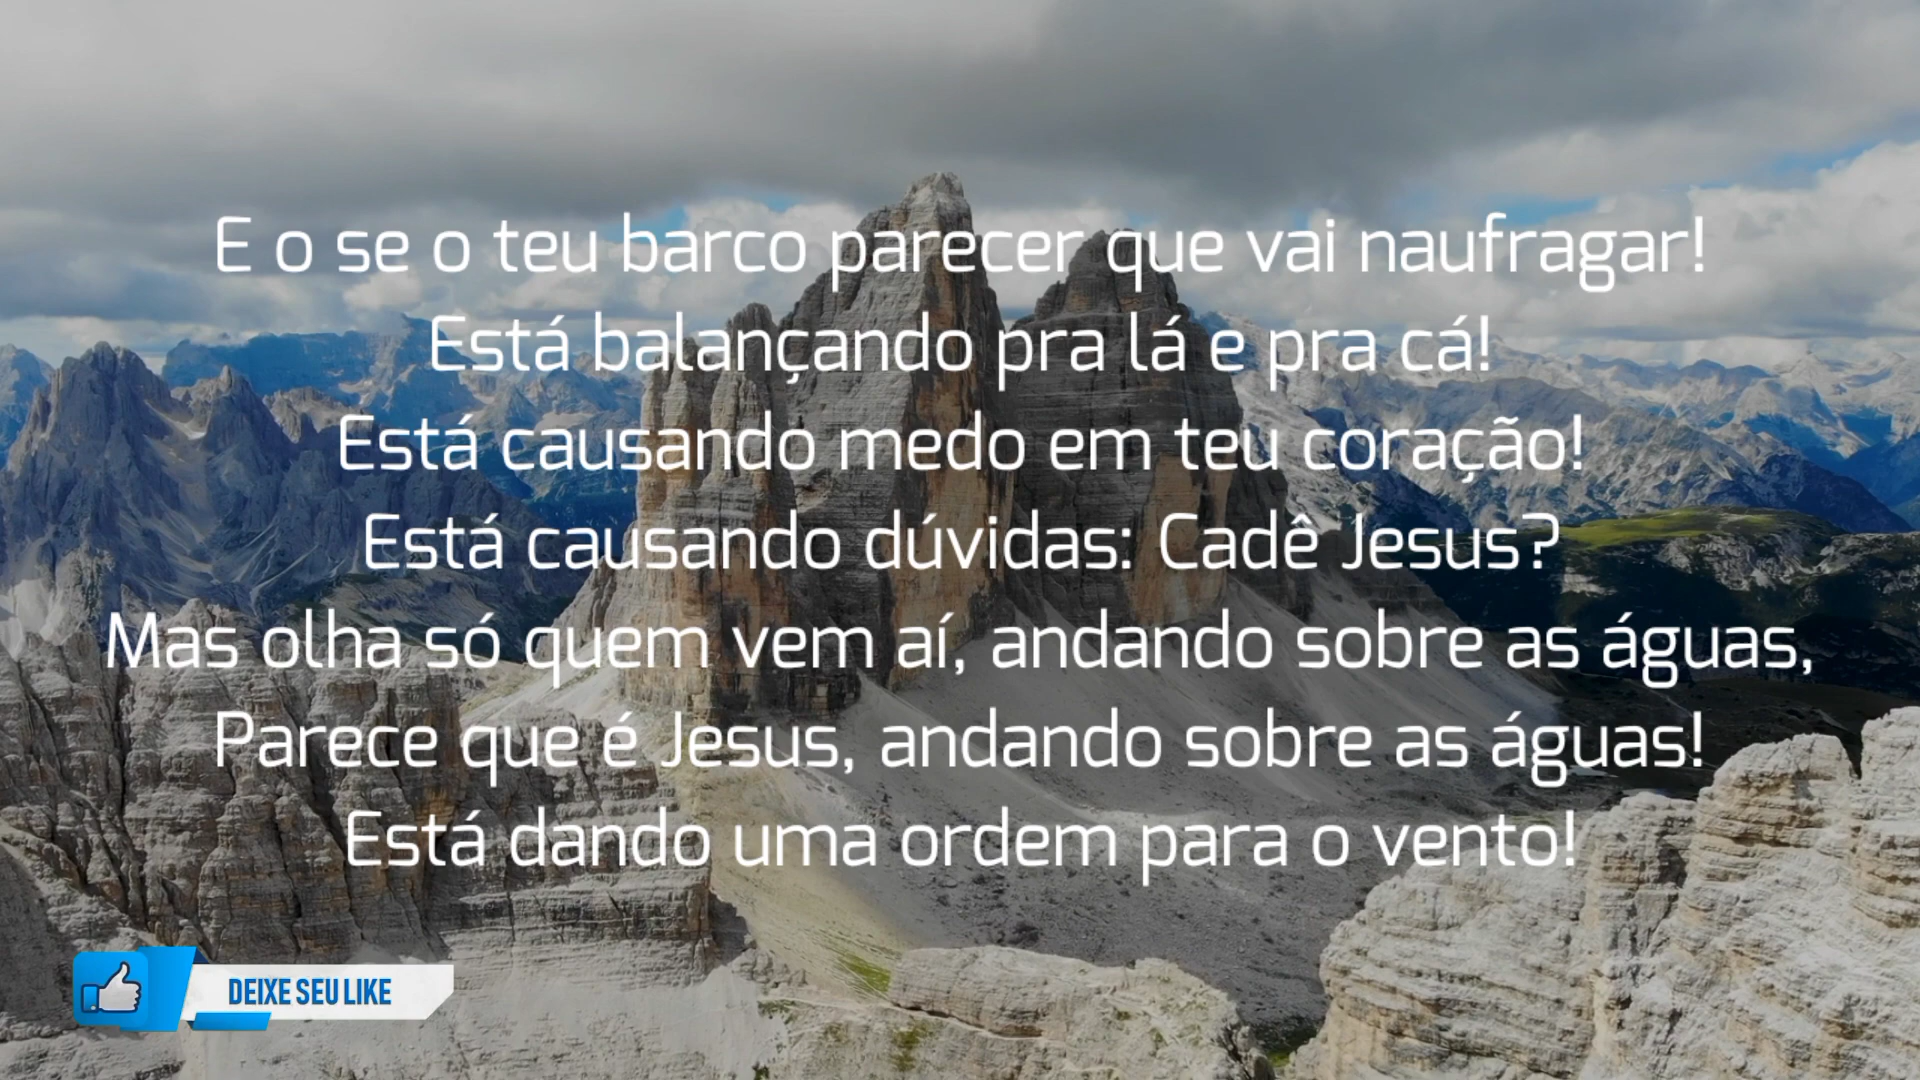 E o se o teu barco parecer que vai naufragar!
Está balançando pra lá e pra cá!
Está causando medo em teu coração!
Está causando dúvidas: Cadê Jesus?
Mas olha só quem vem aí, andando sobre as águas,
Parece que é Jesus, andando sobre as águas!
Está dando uma ordem para o vento!
DEIXE SEU LIKE